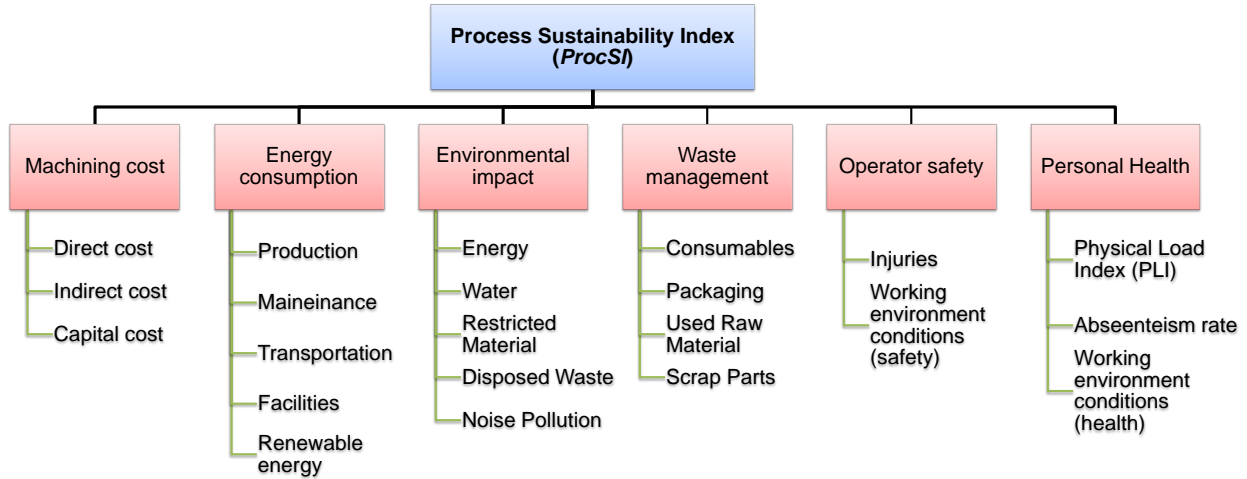 Process Sustainability Index
(ProcSI)
Machining cost
Direct cost
Indirect cost
Capital cost
Energy
consumption
Production
Maineinance
Transportation
Facilities
Renewable
energy
Environmental
impact
Energy
Water
Restricted
Material
Disposed Waste
Noise Pollution
Waste
management
Consumables
Packaging
Used Raw
Material
Scrap Parts
Operator safety
Injuries
Working
environment
conditions
(safety)
Personal Health
Physical Load
Index (PLI)
Abseenteism rate
Working
environment
conditions
(health)